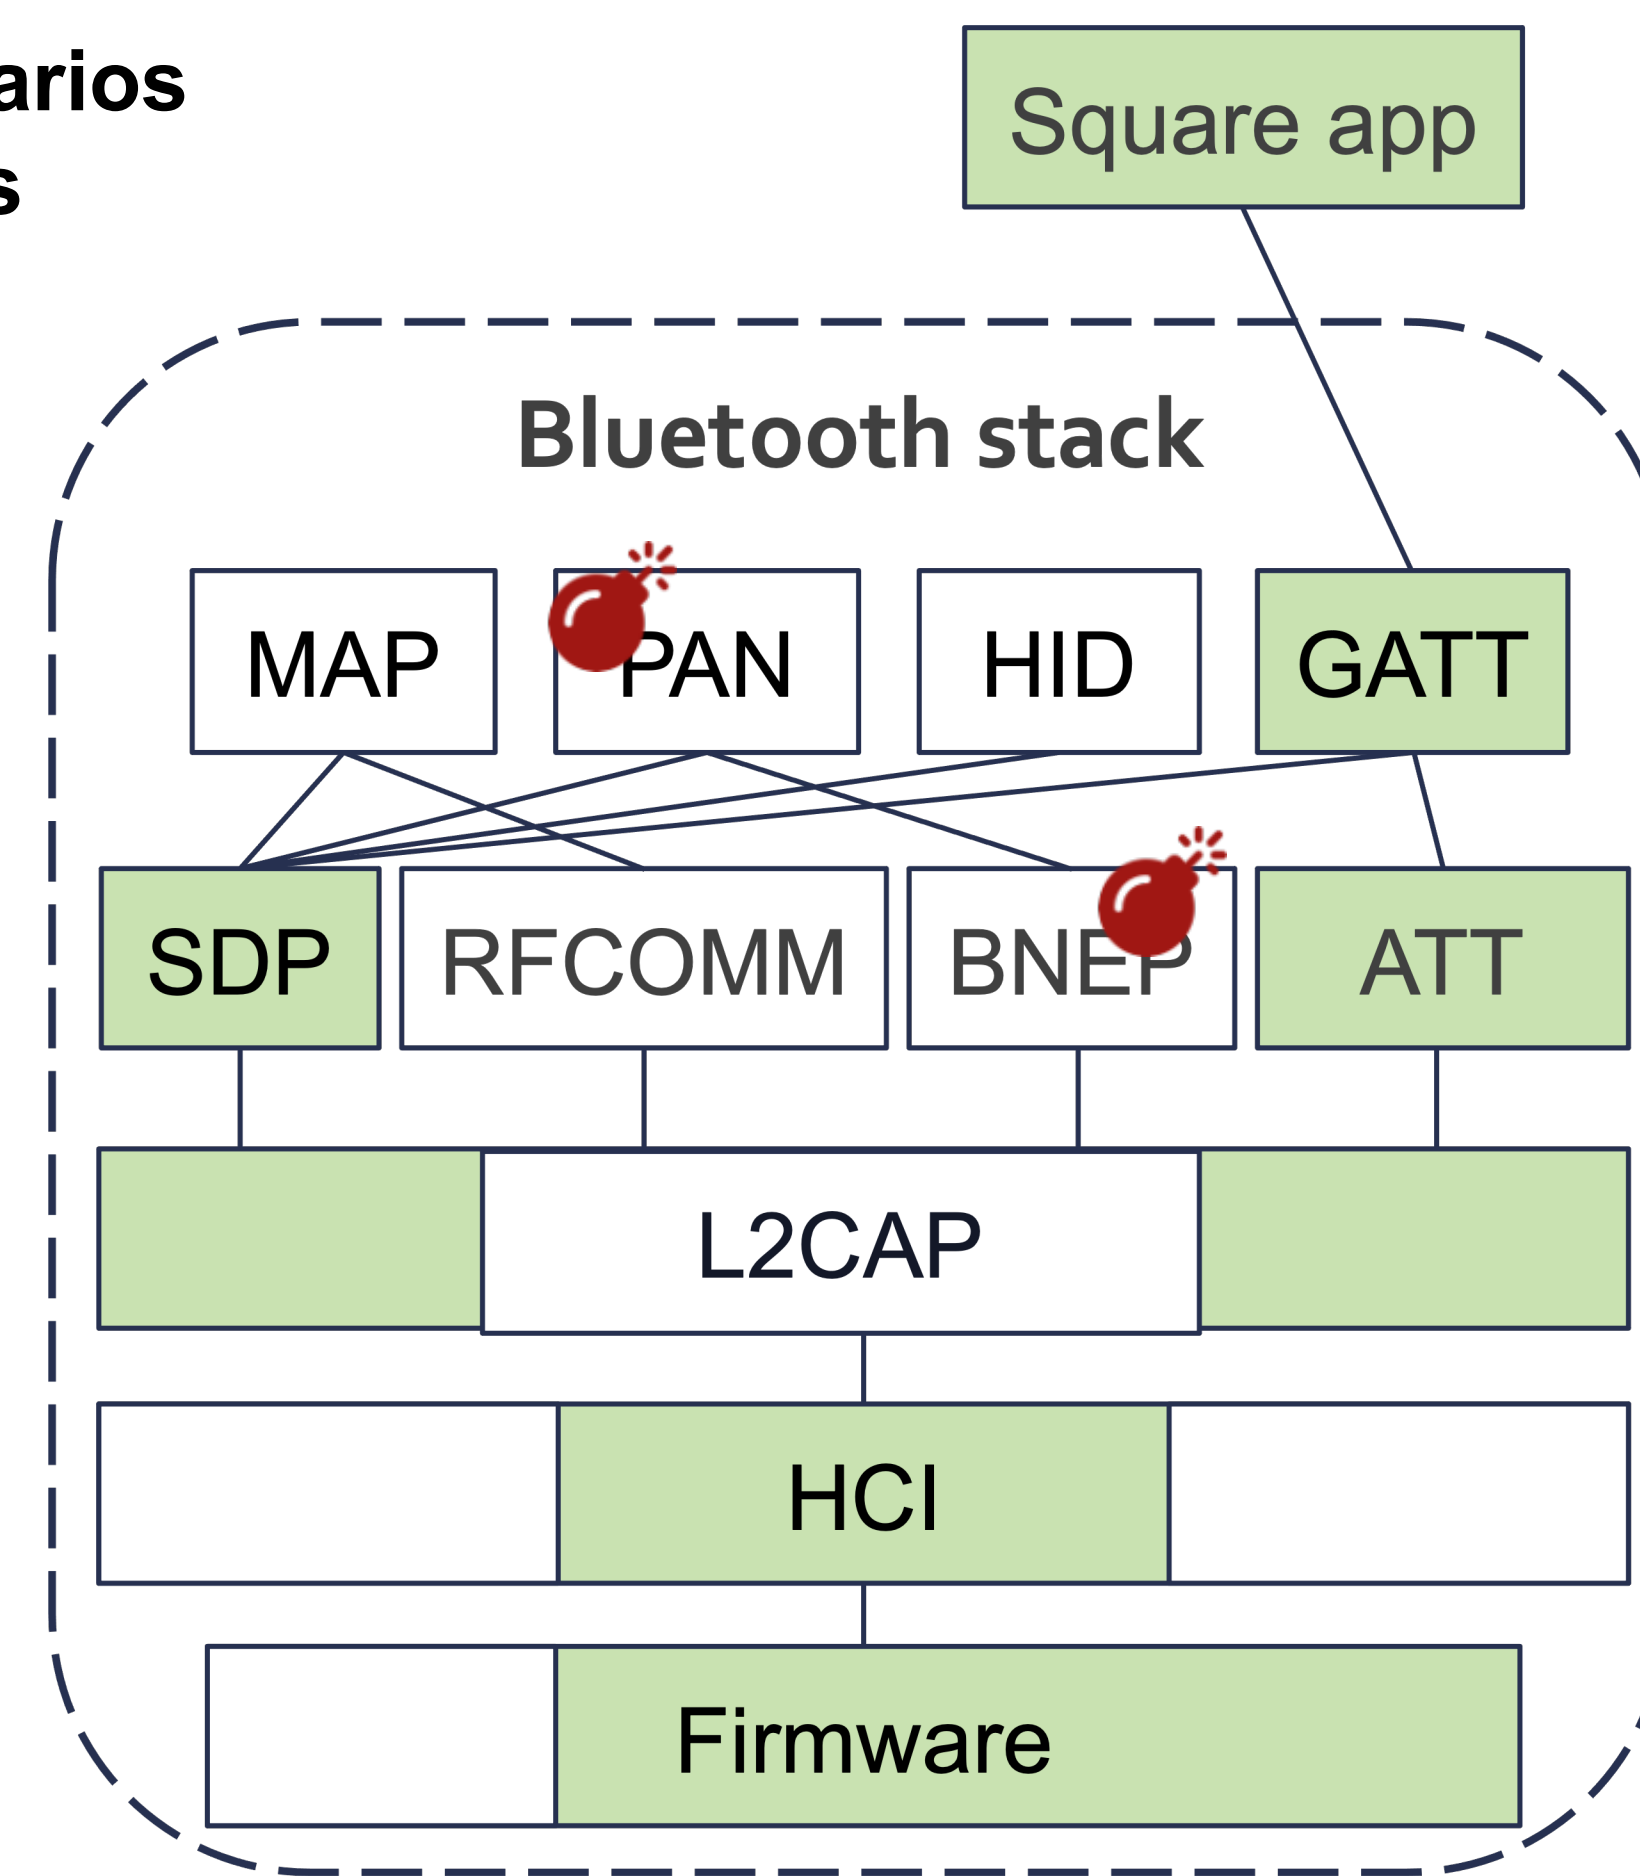 arios
s
Square app
Bluetooth stack
MAP
PAN
HID
GATT
SDP
RFCOMM
BNEP
ATT
L2CAP
HCI
Firmware